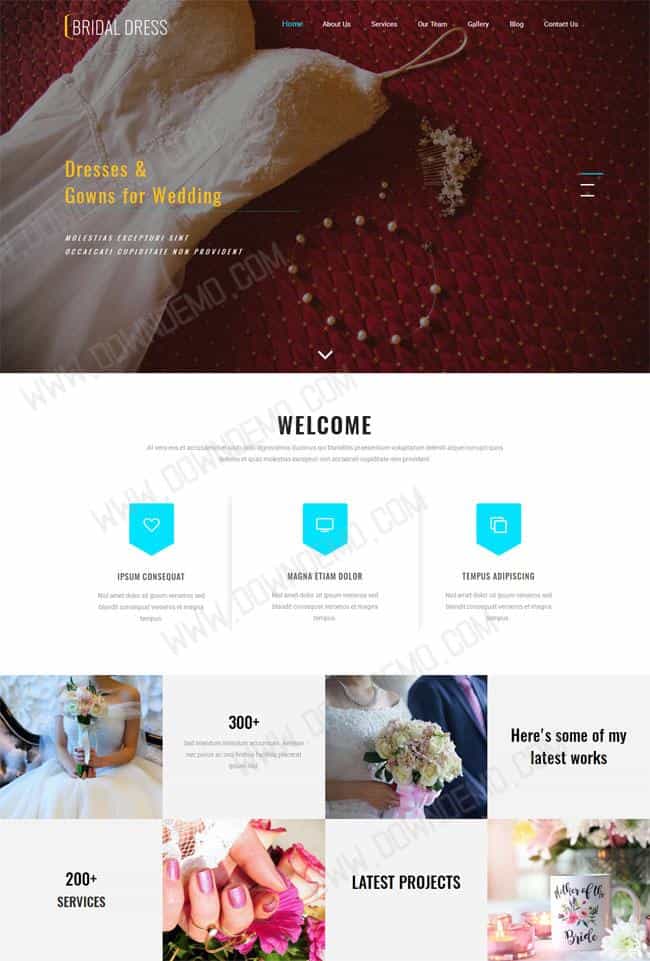 BRIDAL DRESS
Home About Us Services Our Team Gallery Blog Contact Us
Dresses &
Gowns for Wedding
MOLESTIAS EXCEPTURI SINT
OCCAECATI CUPIDITATE NON PROVIDENT
WWW.DOWNDEMO.COM
WELCOME
At vero eos et accusamus et iusto odio dignissimos ducimus qui blanditiis praesentium voluptatum deleniti atque corrupti quos
dolores et quas molestias excepturi sint occaecati cupiditate non provident
IPSUM CONSEQUAT MAGNA ETIAM DOLOR TEMPUS ADIPISCING
Nisl amet dolor sit ipsum veroeros sed Nisl amet dolor sit ipsum veroeros sed Nisl amet dolor sit ipsum veroeros sed
blandit consequat veroeros et magna blandit consequat veroeros et magna blandit consequat veroeros et magna
tempus. tempus. tempus.
300+
Sed interdum interdum accumsan. Aenean
nec purus ac orci finibus facilisis placerat
ipsum nisl.
Here's some of my
latest works
200+
SERVICES
LATEST PROJECTS
Mother of the
Bride